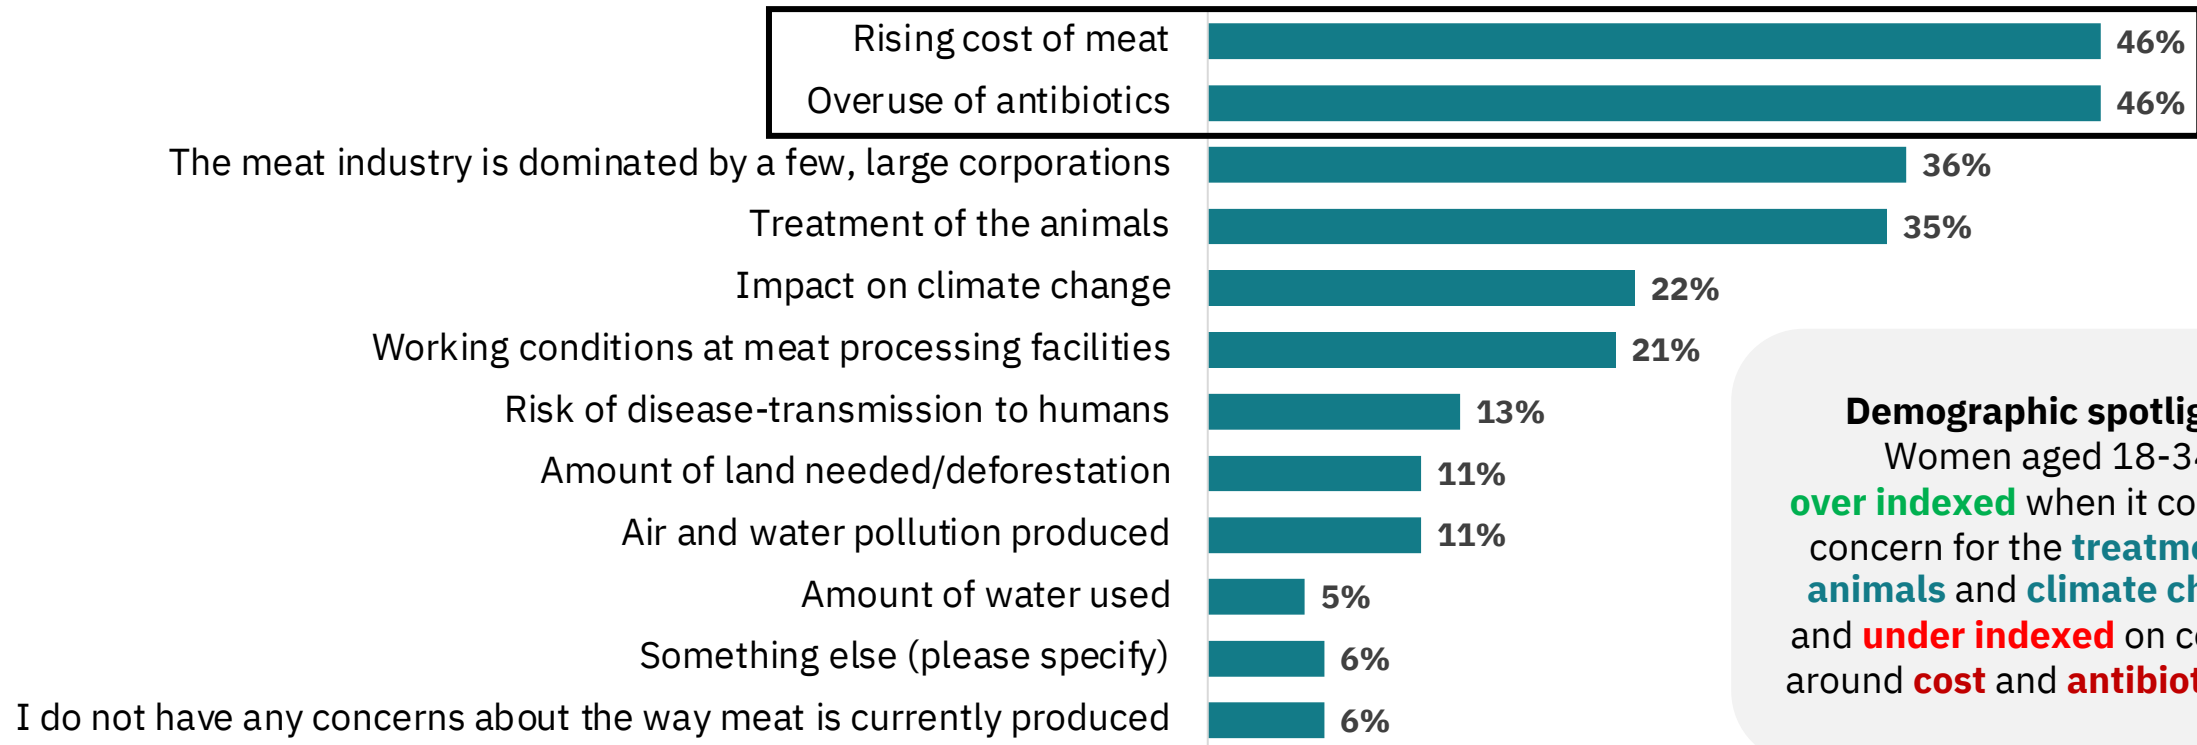 Rising cost of meat 46%
Overuse of antibiotics 46%
The meat industry is dominated by a few, large corporations 36%
Treatment of the animals 35%
Impact on climate change 22%
Working conditions at meat processing facilities 21%
Risk of disease-transmission to humans 13%
Amount of land needed/deforestation 11%
Air and water pollution produced 11%
Amount of water used 5%
Something else (please specify) 6%
I do not have any concerns about the way meat is currently produced 6%
Demographic
Women aged
over indexed when it
concern for the
animals and climate
and under indexed on
around cost and